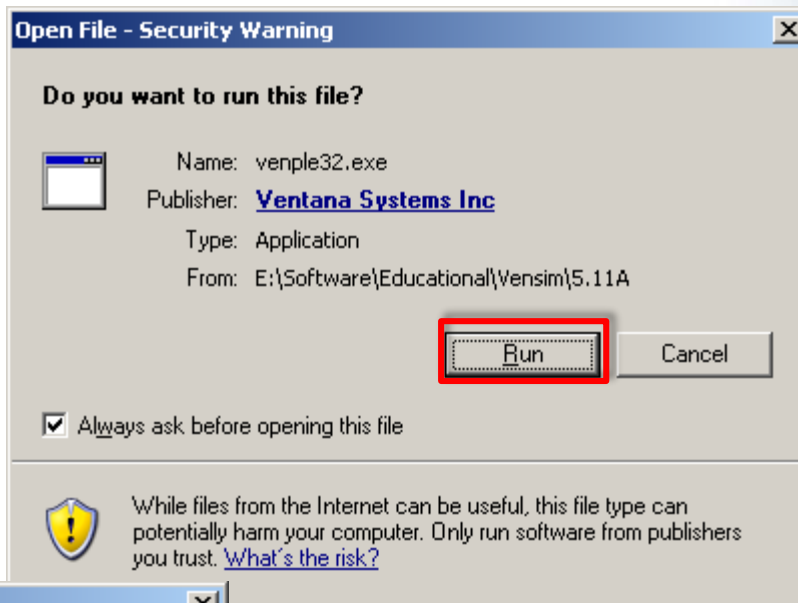 Open File - Security Warning
Do you want to run this file?
Name: venple32.exe
Publisher: Ventana Systems Inc
Type: Application
From: E:\Software\Educational\Vensim\5.11A
Run Cancel
Always ask before opening this file
While files from the Internet can be useful, this file type can
potentially harm your computer. Only run software from publishers
you trust. What's the risk?